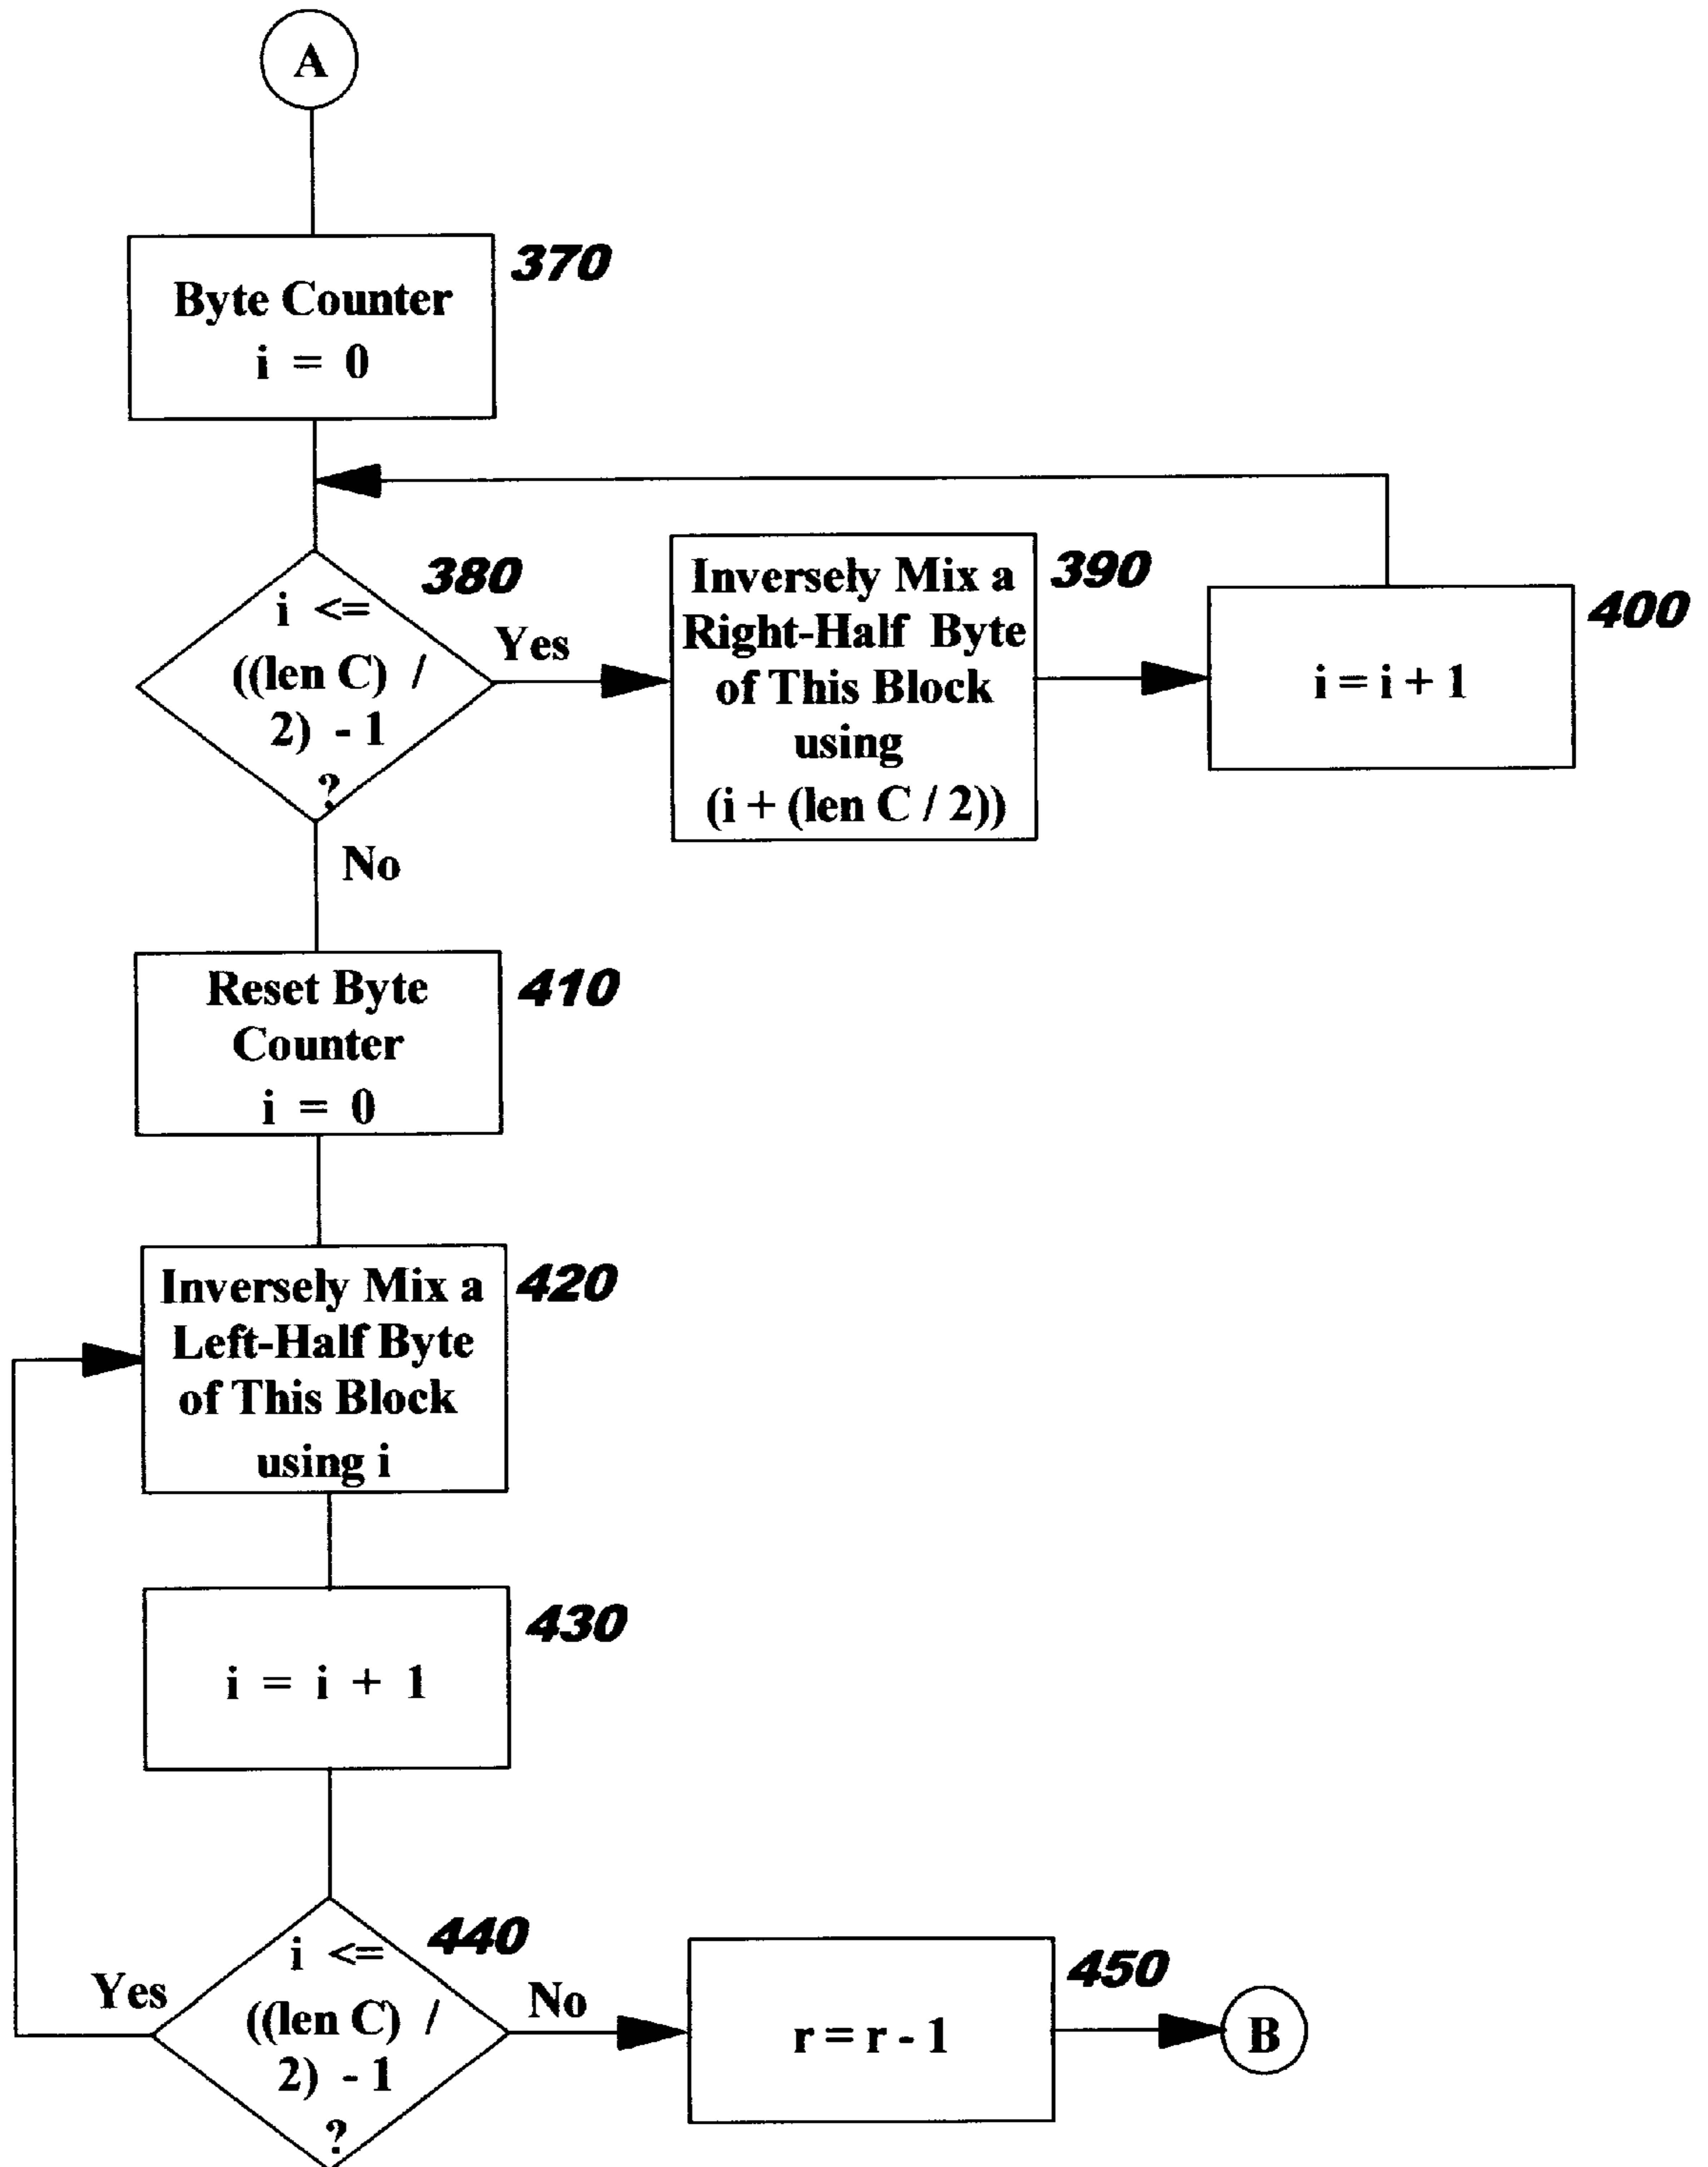 A
370
Byte Counter
i = 0
380
i <=
((len C) /
2) - 1
?
Yes
390
Inversely Mix a
Right-Half Byte
of This Block
using
(i + (len C / 2))
400
i = i + 1
No
410
Reset Byte
Counter
i = 0
420
Inversely Mix a
Left-Half Byte
of This Block
using i
430
i = i + 1
440
i <=
((len C) /
2) - 1
?
Yes
No
450
r = r - 1
B